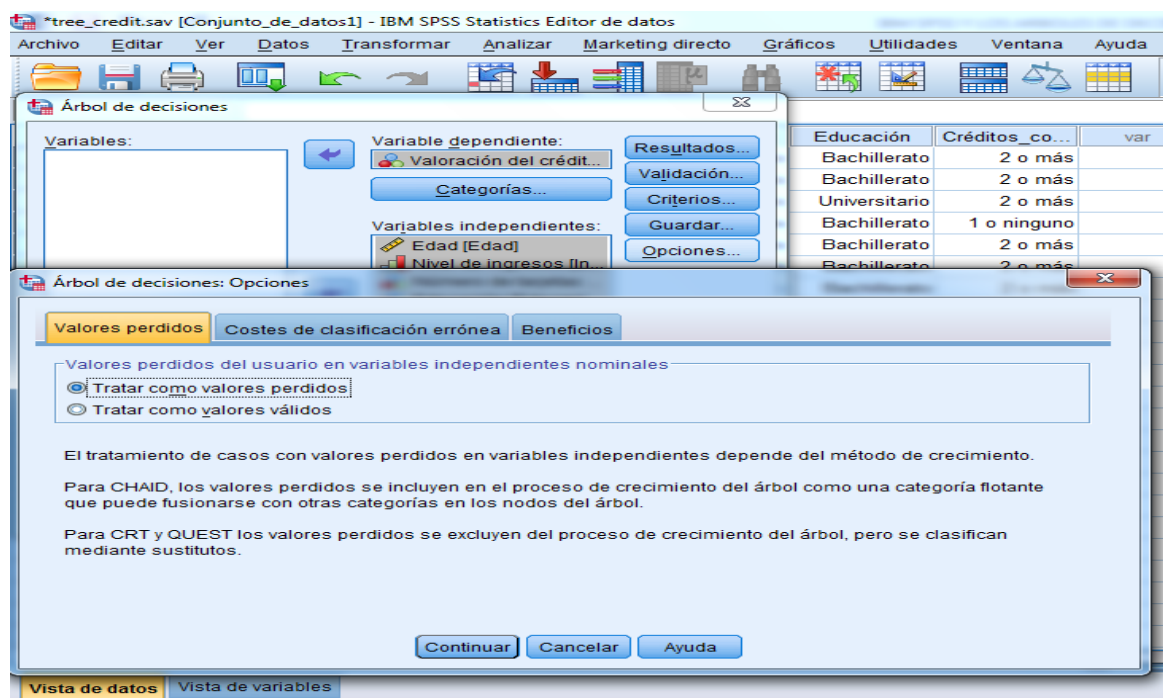 *tree_credit.sav [Conjunto_de_datos1] - IBM SPSS Statistics Editor de datos
Archivo Editar Ver Datos Transformar Analizar Marketing directo Gráficos Utilidades Ventana Ayuda
Árbol de decisiones
Variables:
Variable dependiente:
Valoración del crédit...
Categorías...
Variables independientes:
Edad [Edad]
Nivel de ingresos [In...
Resultados...
Validación...
Criterios...
Guardar...
Opciones...
Educación Créditos_co... var
Bachillerato 2 o más
Bachillerato 2 o más
Universitario 2 o más
Bachillerato 1 o ninguno
Bachillerato 2 o más
Bachillerato 2 o más
Árbol de decisiones: Opciones
Valores perdidos Costes de clasificación errónea Beneficios
Valores perdidos del usuario en variables independientes nominales
Tratar como valores perdidos
Tratar como valores válidos
El tratamiento de casos con valores perdidos en variables independientes depende del método de crecimiento.
Para CHAID, los valores perdidos se incluyen en el proceso de crecimiento del árbol como una categoría flotante
que puede fusionarse con otras categorías en los nodos del árbol.
Para CRT y QUEST los valores perdidos se excluyen del proceso de crecimiento del árbol, pero se clasifican
mediante sustitutos.
Continuar Cancelar Ayuda
Vista de datos Vista de variables